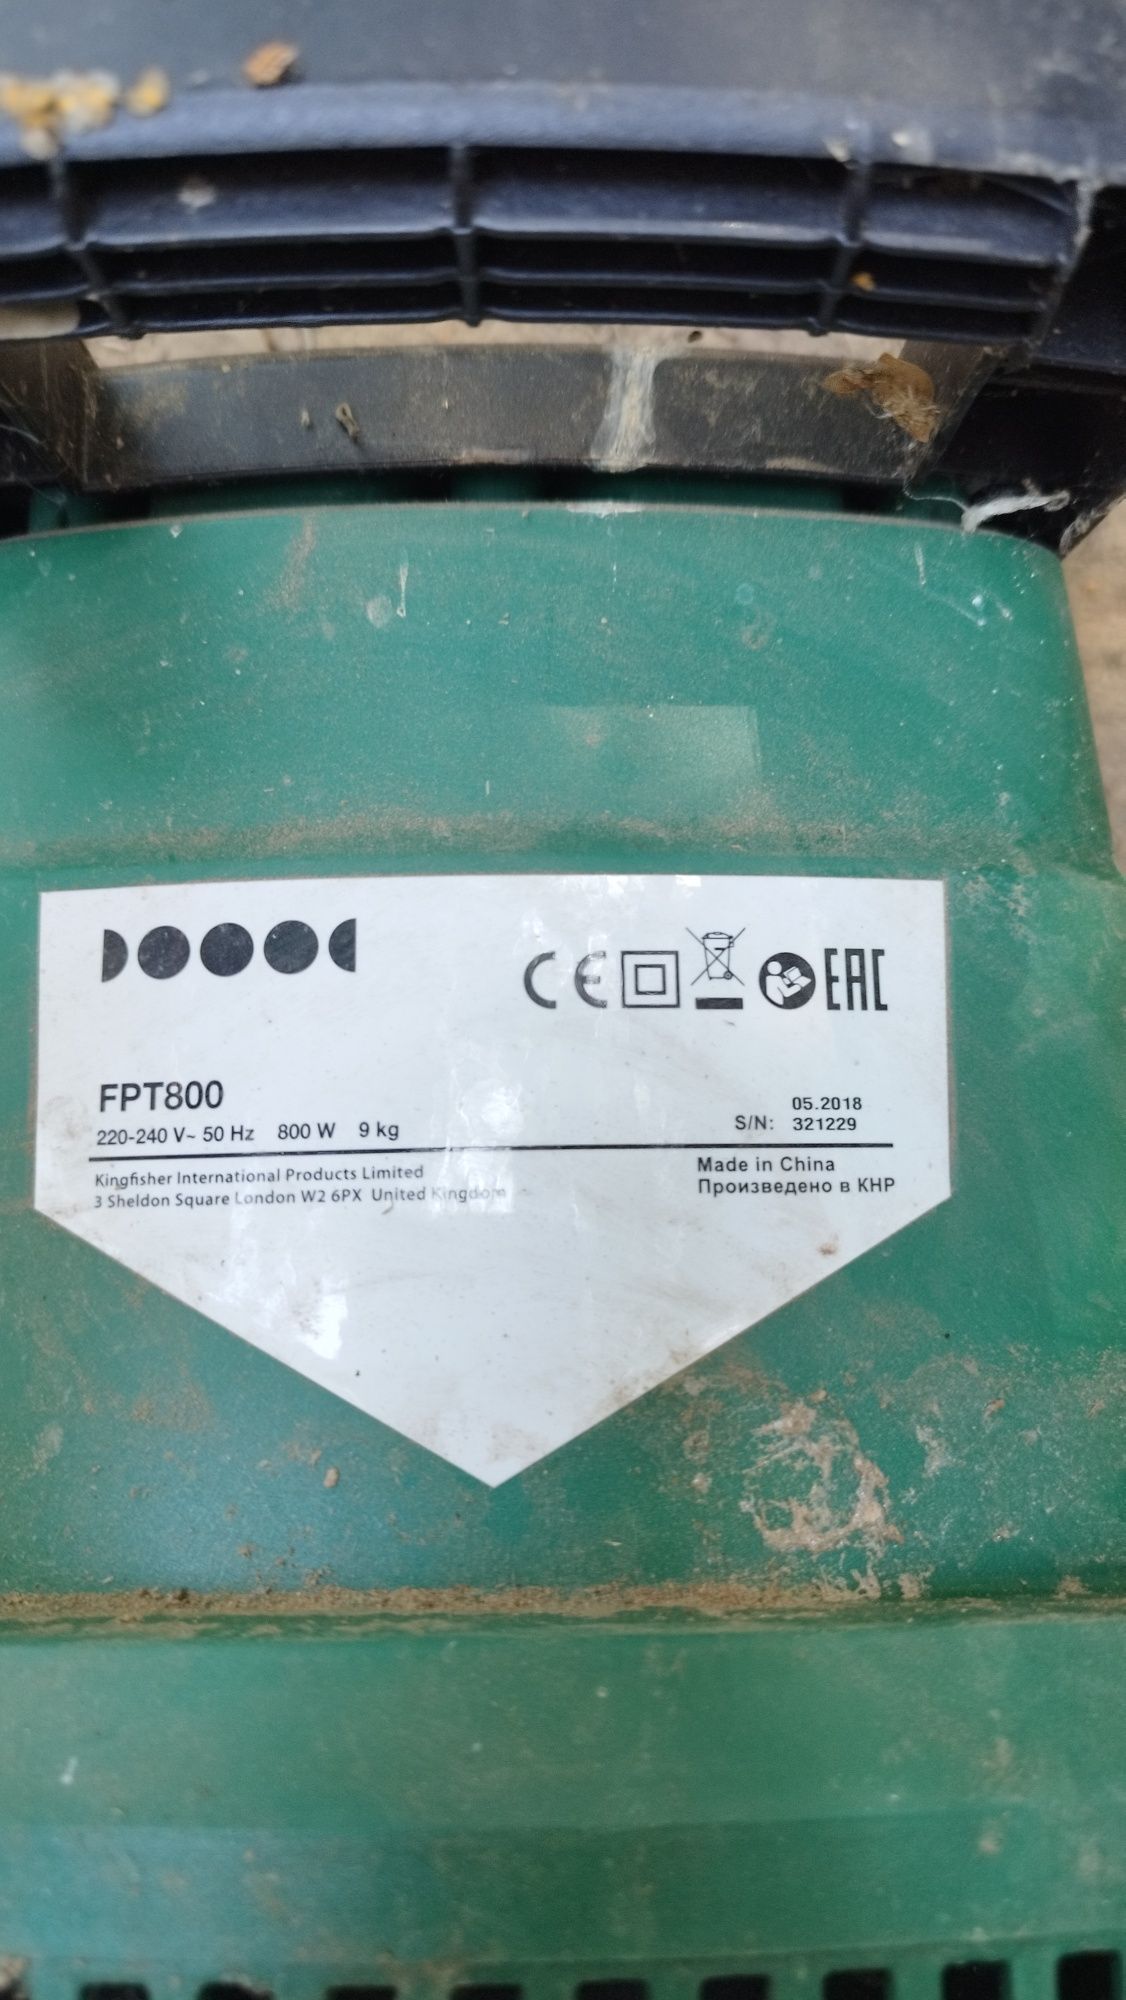 CE EAC
FPT800
220-240 V~ 50 Hz 800 W 9 kg
05.2018
S/N: 321229
Kingfisher International Products Limited
3 Sheldon Square London W2 6PX United Kingdom
Made in China
Произведено в КНР